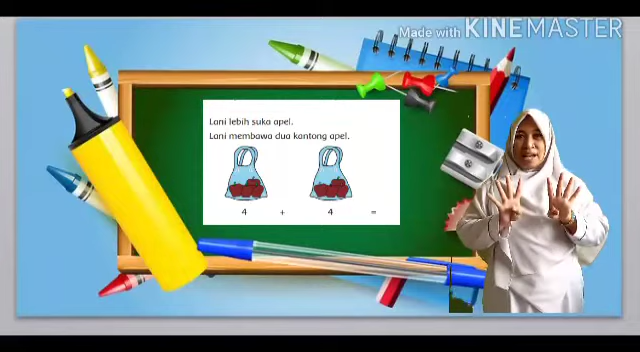 Made with KINEMASTER
Lani lebih suka apel.
Lani membawa dua kantong apel.
4 + 4 =